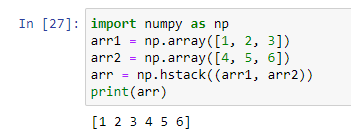 In [27]: import numpy as np
arr1 = np.array([1, 2, 3])
arr2 = np.array([4, 5, 6])
arr = np.hstack((arr1, arr2))
print(arr)
[1 2 3 4 5 6]